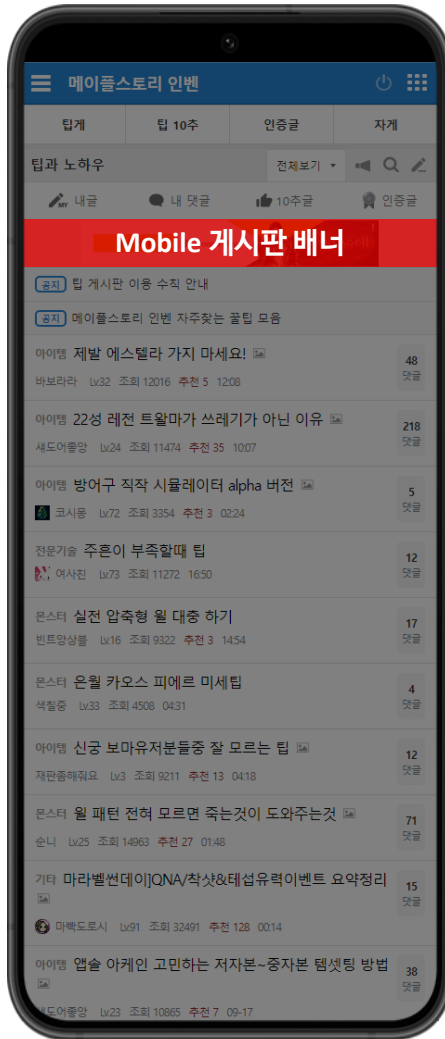 메이플스토리 인벤
팁게 팁 10추 인증글 자게
팁과 노하우 전체보기
MY 내글 내 댓글 10추글 인증글
Mobile 게시판 배너
공지 팁 게시판 이용 수칙 안내
공지 메이플스토리 인벤 자주찾는 꿀팁 모음
아이템 제발 에스텔라 가지 마세요! 48
바보라라 Lv.32 조회 12016 추천 5 12:08 댓글
아이템 22성 레전 트왈마가 쓰레기가 아닌 이유 218
섀도어좋앙 Lv.24 조회 11474 추천 35 10:07 댓글
아이템 방어구 직작 시뮬레이터 alpha 버전 5
코시몽 Lv.72 조회 3354 추천 3 02:24 댓글
전문기술 주흔이 부족할때 팁 12
여사친 Lv.73 조회 11272 16:50 댓글
몬스터 실전 압축형 윌 대충 하기 17
빈트앙상블 Lv.16 조회 9322 추천 3 14:54 댓글
몬스터 은월 카오스 피에르 미세팁 4
색칠중 Lv.33 조회 4508 04:31 댓글
아이템 신궁 보마유저분들중 잘 모르는 팁 12
재판좀해줘요 Lv.3 조회 9211 추천 13 04:18 댓글
몬스터 윌 패턴 전혀 모르면 죽는것이 도와주는것 71
순니 Lv.25 조회 14963 추천 27 01:48 댓글
기타 마라벨썬데이]QNA/착샷&테섭유력이벤트 요약정리 15
댓글
마빡도로시 Lv.91 조회 32491 추천 128 00:14
아이템 앱솔 아케인 고민하는 저자본~중자본 템셋팅 방법 38
댓글
섀도어좋앙 Lv.23 조회 10865 추천 7 09-17